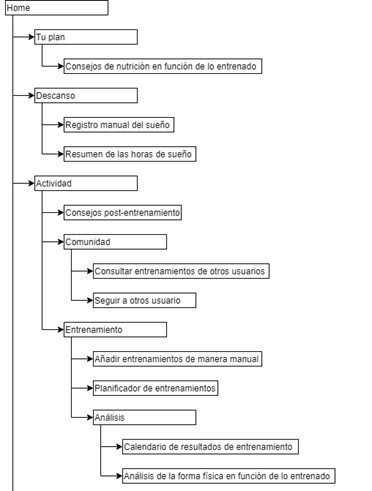 Home
Tu plan
Consejos de nutrición en función de lo entrenado
Descanso
Registro manual del sueño
Resumen de las horas de sueño
Actividad
Consejos post-entrenamiento
Comunidad
Consultar entrenamientos de otros usuarios
Seguir a otros usuario
Entrenamiento
Añadir entrenamientos de manera manual
Planificador de entrenamientos
Análisis
Calendario de resultados de entrenamiento
Análisis de la forma física en función de lo entrenado